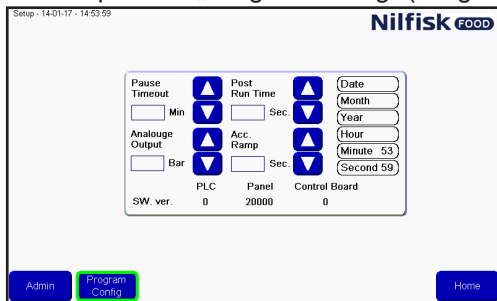 Setup - 14-01-17 - 14:53:59
Nilfisk FOOD
Pause
Timeout
Min
Post
Run Time
Sec.
Date
Month
Year
Analouge
Output
Bar
Acc.
Ramp
Sec.
Hour
Minute 53
Second 59
PLC Panel Control Board
SW. ver. 0 20000 0
Admin
Program
Config
Home